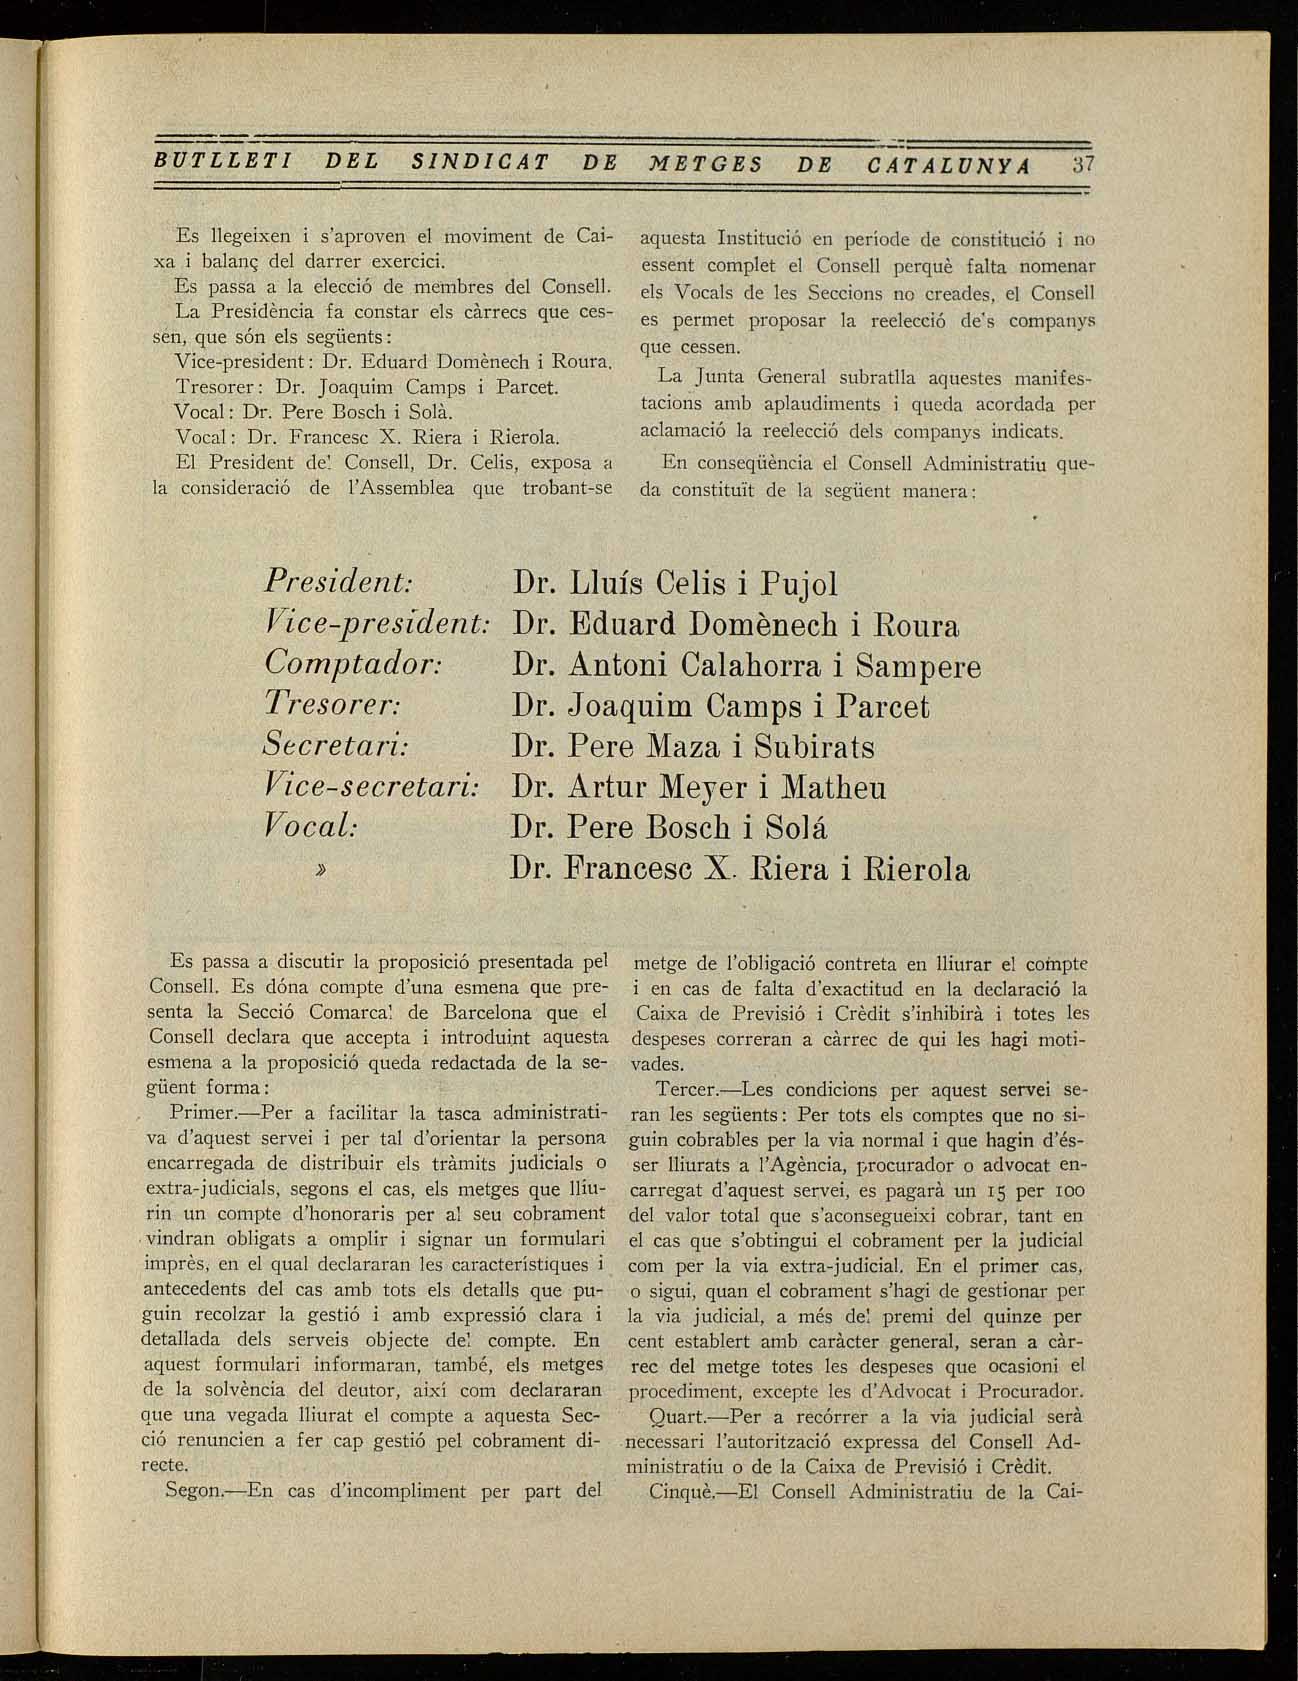 BUTLLETI DEL SINDICAT DE METGES DE CATALUNYA 37
Es llegeixen i s'aproven el moviment de Cai-
xa i balanç del darrer exercici.
Es passa a la elecció de membres del Consell.
La Presidència fa constar els càrrecs que ces-
sen, que són els següents:
Vice-president: Dr. Eduard Domènech i Roura.
Tresorer: Dr. Joaquim Camps i Parcet.
Vocal: Dr. Pere Bosch i Solà.
Vocal: Dr. Francesc X. Riera i Rierola.
El President del Consell, Dr. Celis, exposa a
la consideració de l'Assemblea que trobant-se
aquesta Institució en període de constitució i no
essent complet el Consell perquè falta nomenar
els Vocals de les Seccions no creades, el Consell
es permet proposar la reelecció de's companys
que cessen.
La Junta General subratlla aquestes manifes-
tacions amb aplaudiments i queda acordada per
aclamació la reelecció dels companys indicats.
En conseqüència el Consell Administratiu que-
da constituït de la següent manera:
President: Dr. Lluís Celis i Pujol
Vice-president: Dr. Eduard Domènech i Roura
Comptador: Dr. Antoni Calahorra i Sampere
Tresorer: Dr. Joaquim Camps i Parcet
Secretari: Dr. Pere Maza i Subirats
Vice-secretari: Dr. Artur Meyer i Matheu
Vocal: Dr. Pere Bosch i Solá
» Dr. Francesc X. Riera i Rierola
Es passa a discutir la proposició presentada pel
Consell. Es dóna compte d'una esmena que pre-
senta la Secció Comarcal de Barcelona que el
Consell declara que accepta i introduint aquesta
esmena a la proposició queda redactada de la se-
güent forma:
Primer.—Per a facilitar la tasca administrati-
va d'aquest servei i per tal d'orientar la persona
encarregada de distribuir els tràmits judicials o
extra-judicials, segons el cas, els metges que lliu-
rin un compte d'honoraris per al seu cobrament
vindran obligats a omplir i signar un formulari
imprès, en el qual declararan les característiques i
antecedents del cas amb tots els detalls que pu-
guin recolzar la gestió i amb expressió clara i
detallada dels serveis objecte del compte. En
aquest formulari informaran, també, els metges
de la solvència del deutor, així com declararan
que una vegada lliurat el compte a aquesta Sec-
ció renuncien a fer cap gestió pel cobrament di-
recte.
Segon.—En cas d'incompliment per part del
metge de l'obligació contreta en lliurar el compte
i en cas de falta d'exactitud en la declaració la
Caixa de Previsió i Crèdit s'inhibirà i totes les
despeses correran a càrrec de qui les hagi moti-
vades.
Tercer.—Les condicions per aquest servei se-
ran les següents: Per tots els comptes que no si-
guin cobrables per la via normal i que hagin d'és-
ser lliurats a l'Agència, procurador o advocat en-
carregat d'aquest servei, es pagarà un 15 per 100
del valor total que s'aconsegueixi cobrar, tant en
el cas que s'obtingui el cobrament per la judicial
com per la via extra-judicial. En el primer cas,
o sigui, quan el cobrament s'hagi de gestionar per
la via judicial, a més del premi del quinze per
cent establert amb caràcter general, seran a càr-
rec del metge totes les despeses que ocasioni el
procediment, excepte les d'Advocat i Procurador.
Quart.—Per a recórrer a la via judicial serà
necessari l'autorització expressa del Consell Ad-
ministratiu o de la Caixa de Previsió i Crèdit.
Cinquè.—El Consell Administratiu de la Cai-